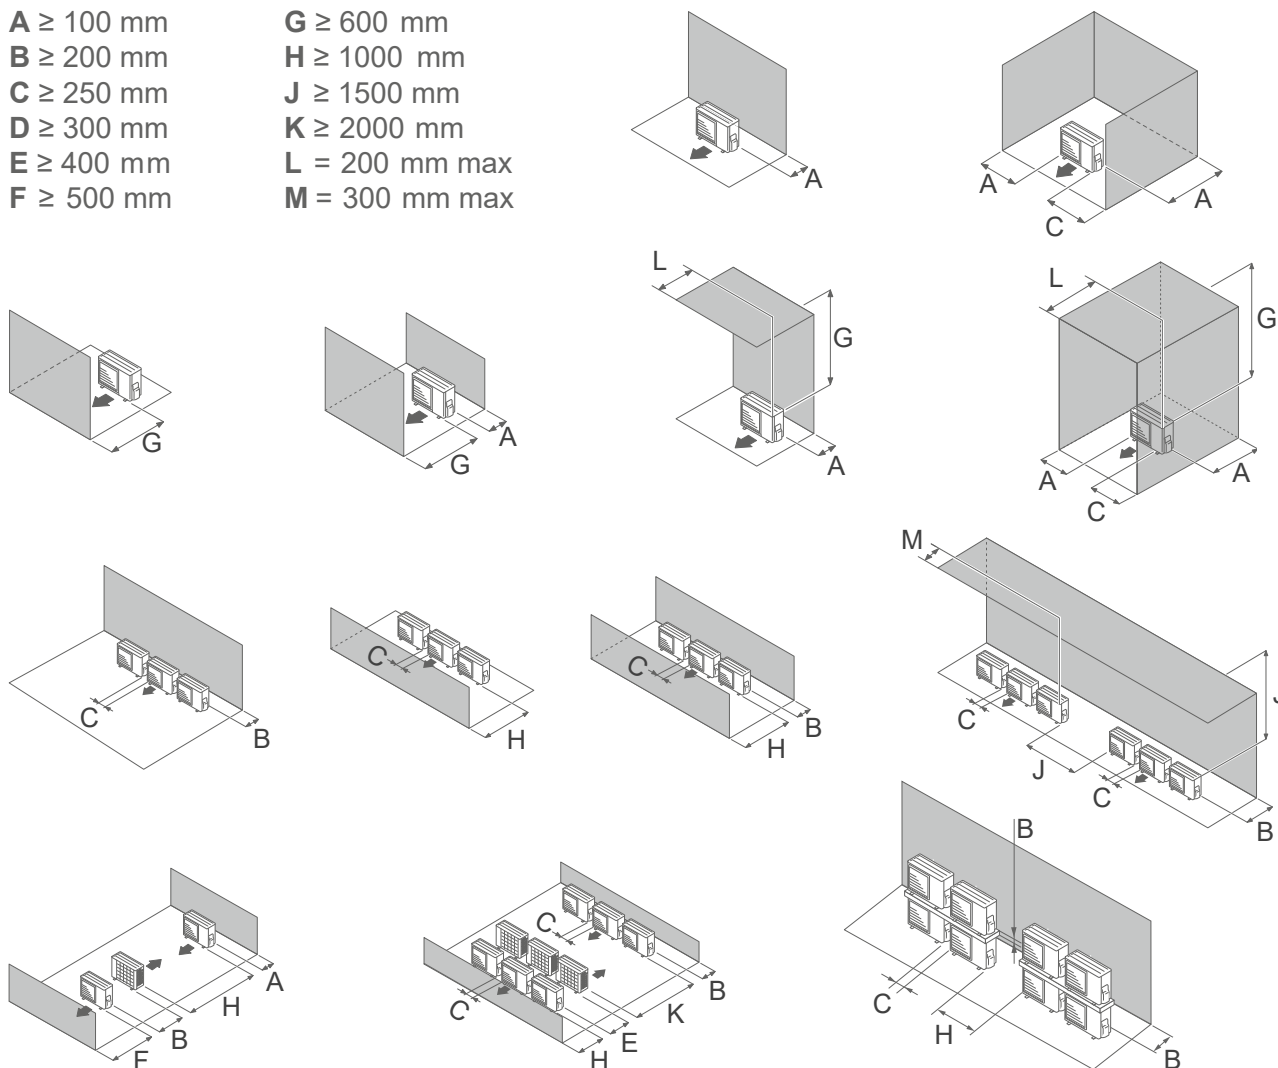 A ≥ 100 mm
B ≥ 200 mm
C ≥ 250 mm
D ≥ 300 mm
E ≥ 400 mm
F ≥ 500 mm
G ≥ 600 mm
H ≥ 1000 mm
J ≥ 1500 mm
K ≥ 2000 mm
L = 200 mm max
M = 300 mm max
A
A
C
A
G
G
A
L
G
A
L
G
A
C
A
C
B
C
H
C
H
B
M
C
J
C
J
B
F
B
H
A
C
C
H
E
K
B
B
C
H
B